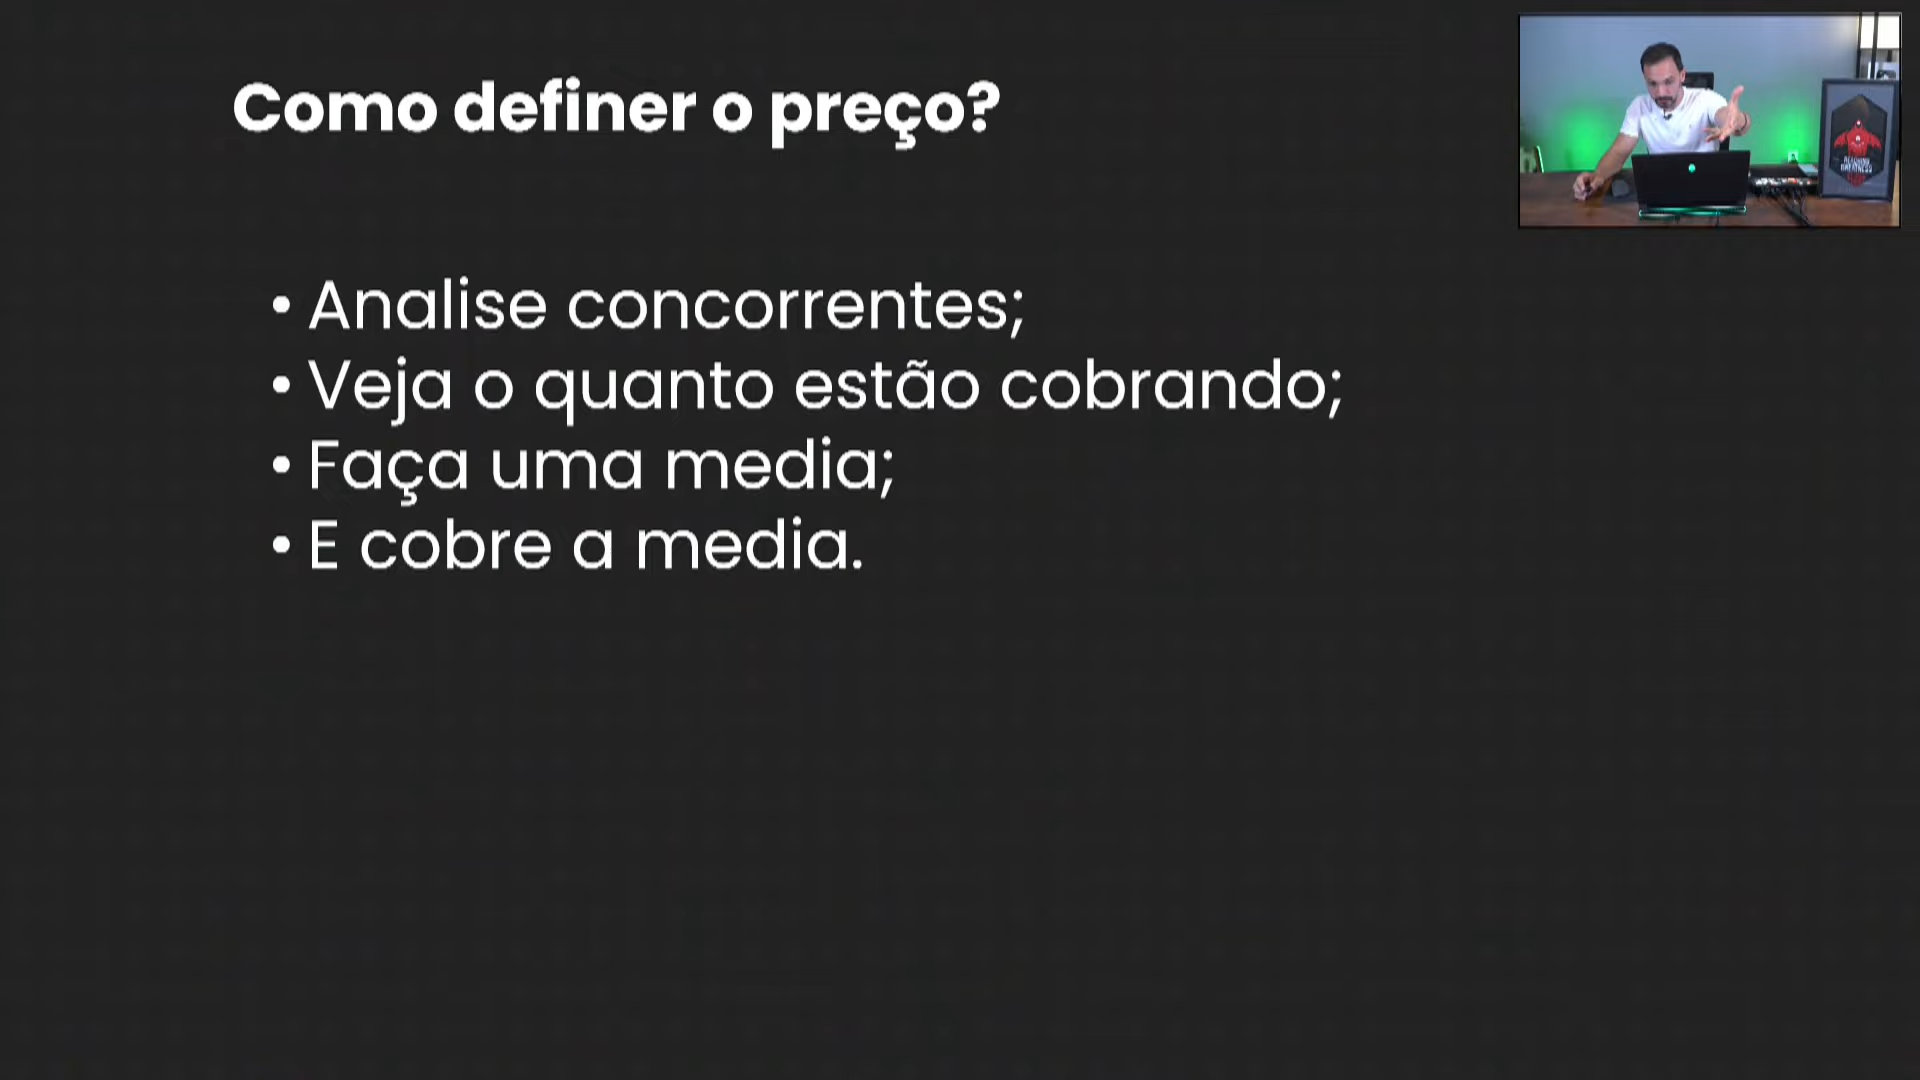 Como definer o preço?
• Analise concorrentes;
• Veja o quanto estão cobrando;
• Faça uma media;
• E cobre a media.